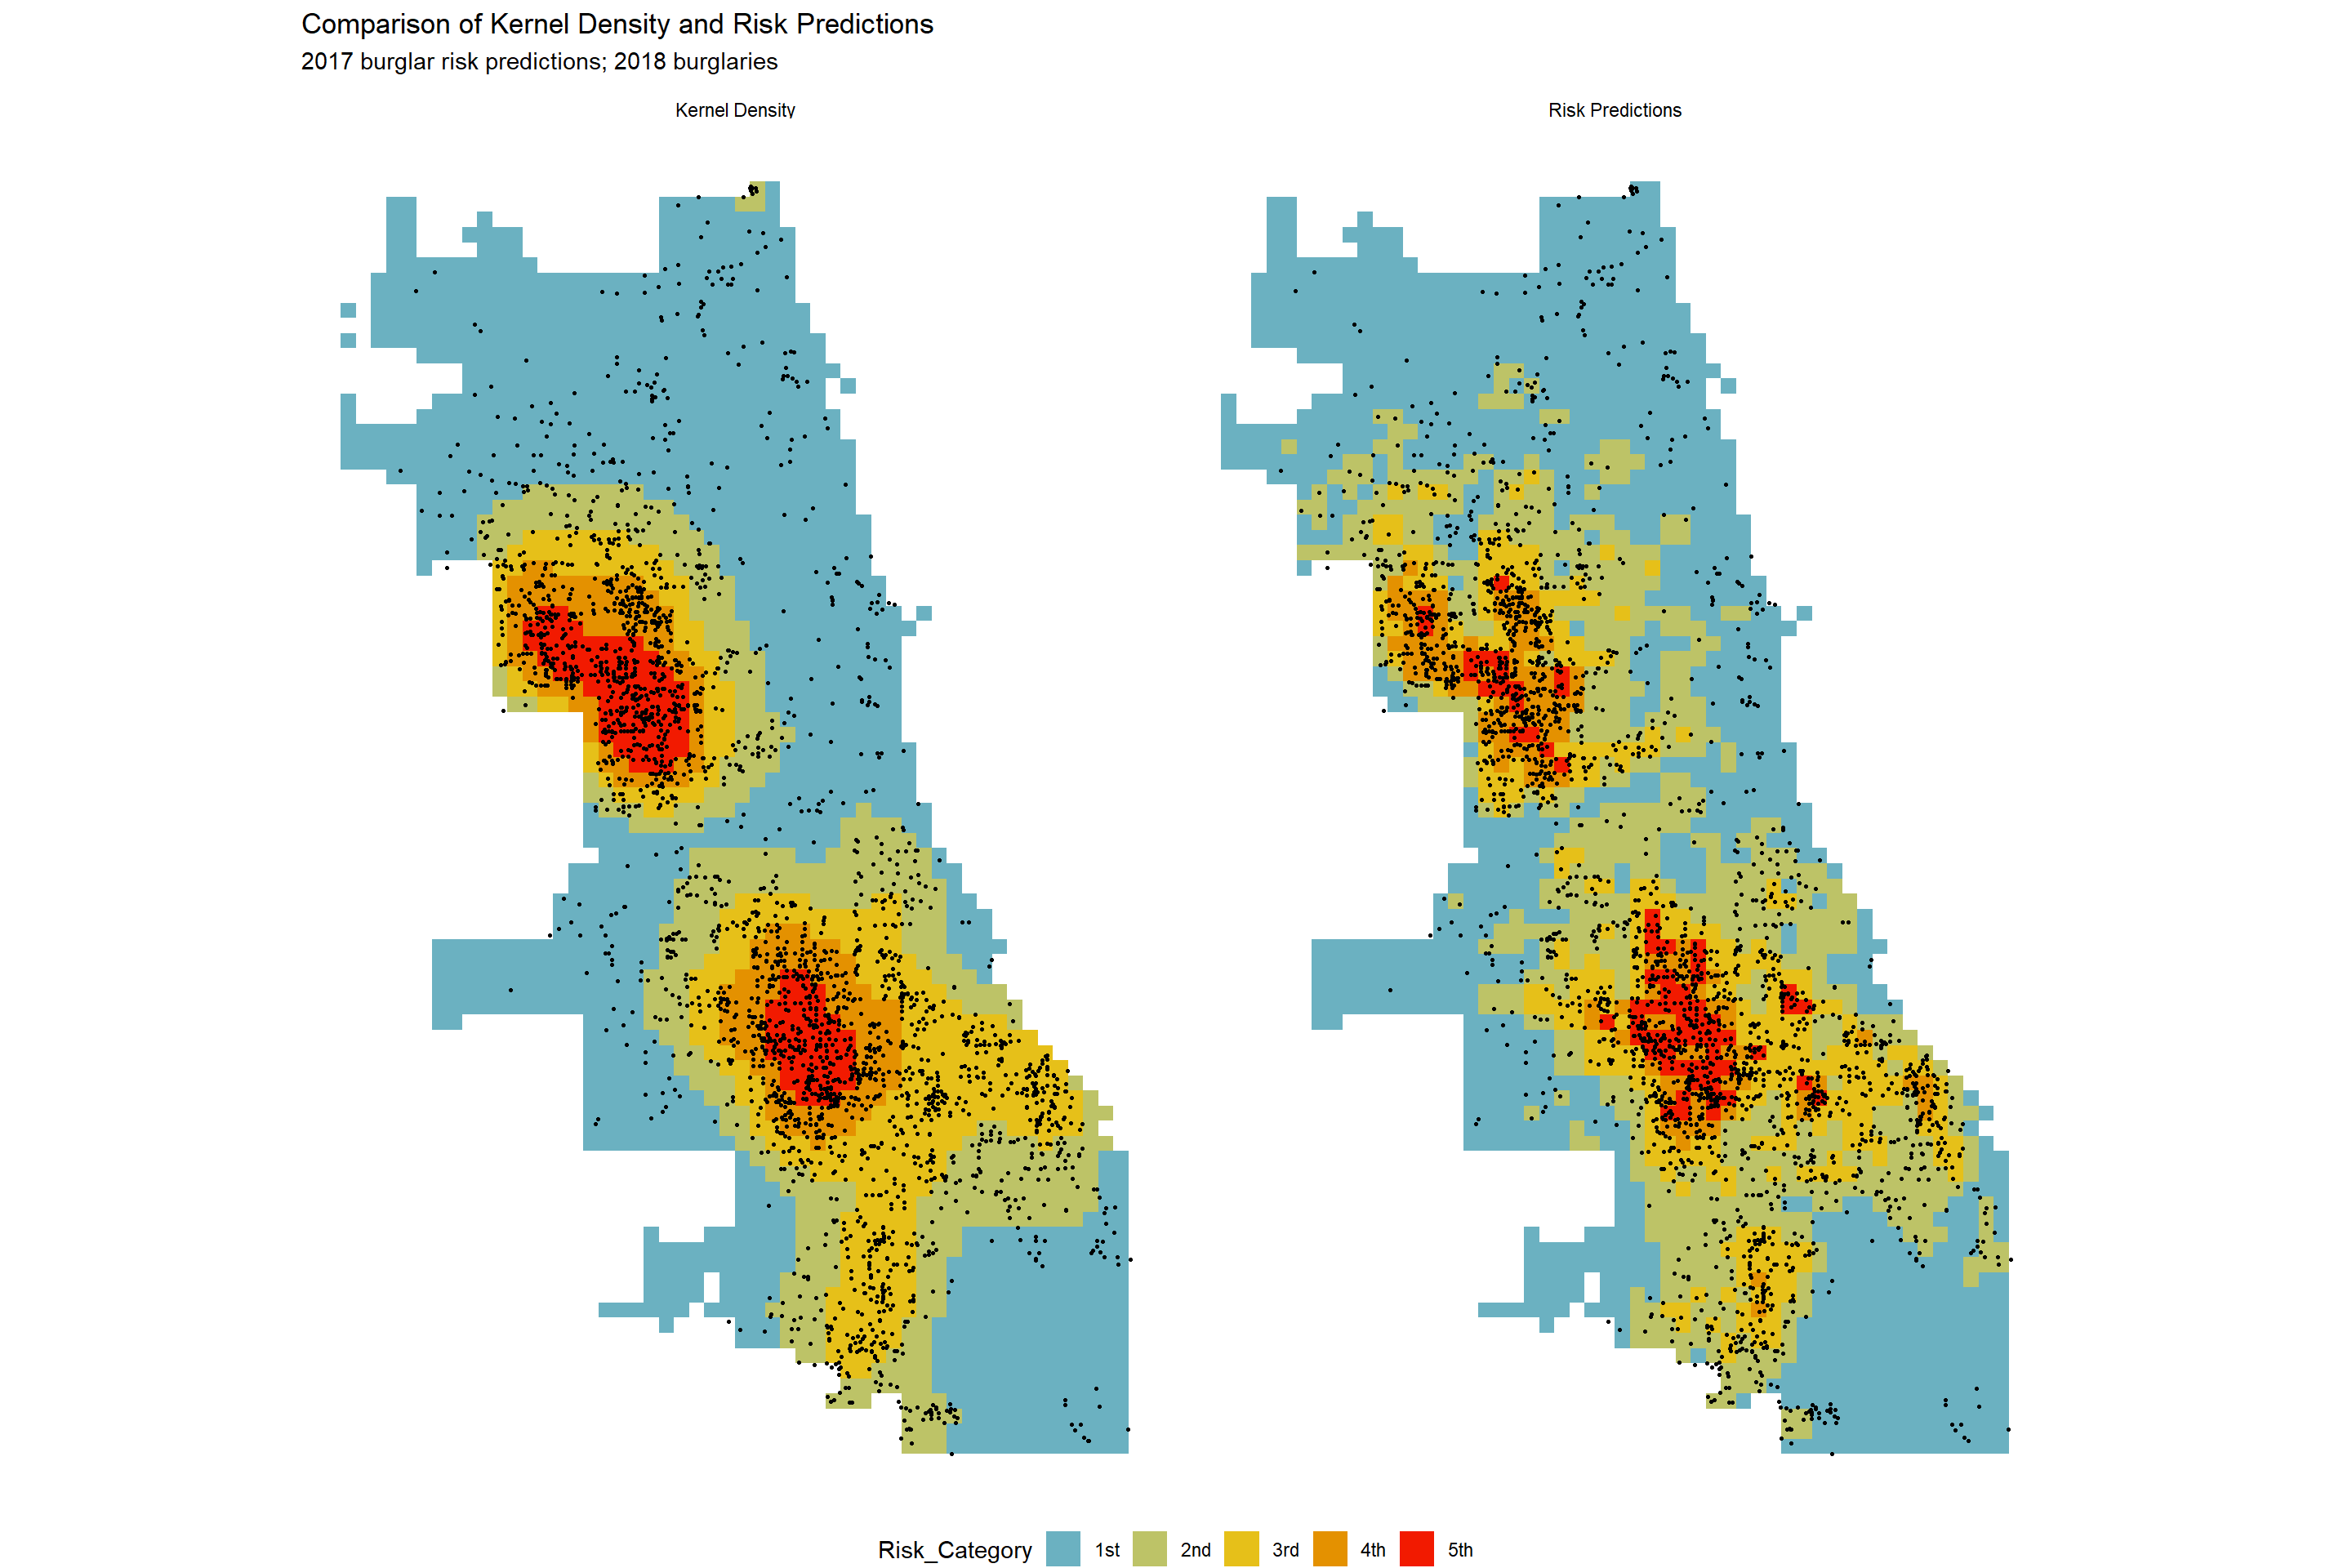 Comparison of Kernel Density and Risk Predictions
2017 burglar risk predictions; 2018 burglaries
Kernel Density
Risk Predictions
Risk_Category 1st 2nd 3rd 4th 5th